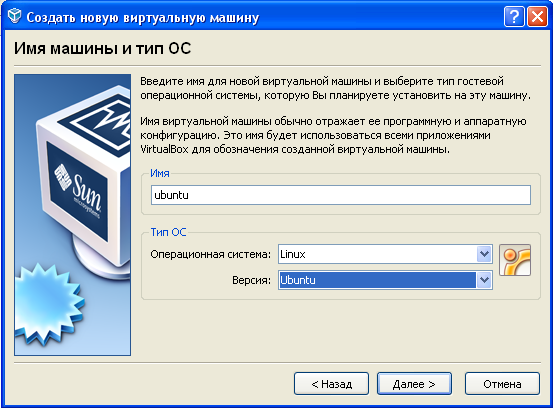 Создать новую виртуальную машину
Имя машины и тип ОС
Введите имя для новой виртуальной машины и выберите тип гостевой
операционной системы, которую Вы планируете установить на эту машину.
Имя виртуальной машины обычно отражает ее программную и аппаратную
конфигурацию. Это имя будет использоваться всеми приложениями
VirtualBox для обозначения созданной виртуальной машины.
Sun
microsystems
Имя
ubuntu
Тип ОС
Операционная система: Linux
Версия: Ubuntu
< Назад
Далее >
Отмена